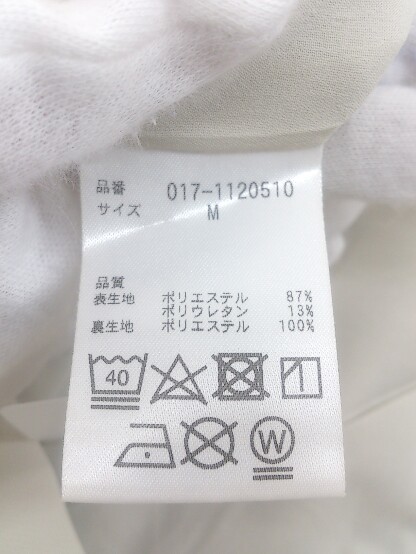 品番 017-1120510
サイズ M
品質
表生地 ポリエステル 87%
ポリウレタン 13%
裏生地 ポリエステル 100%
40
W